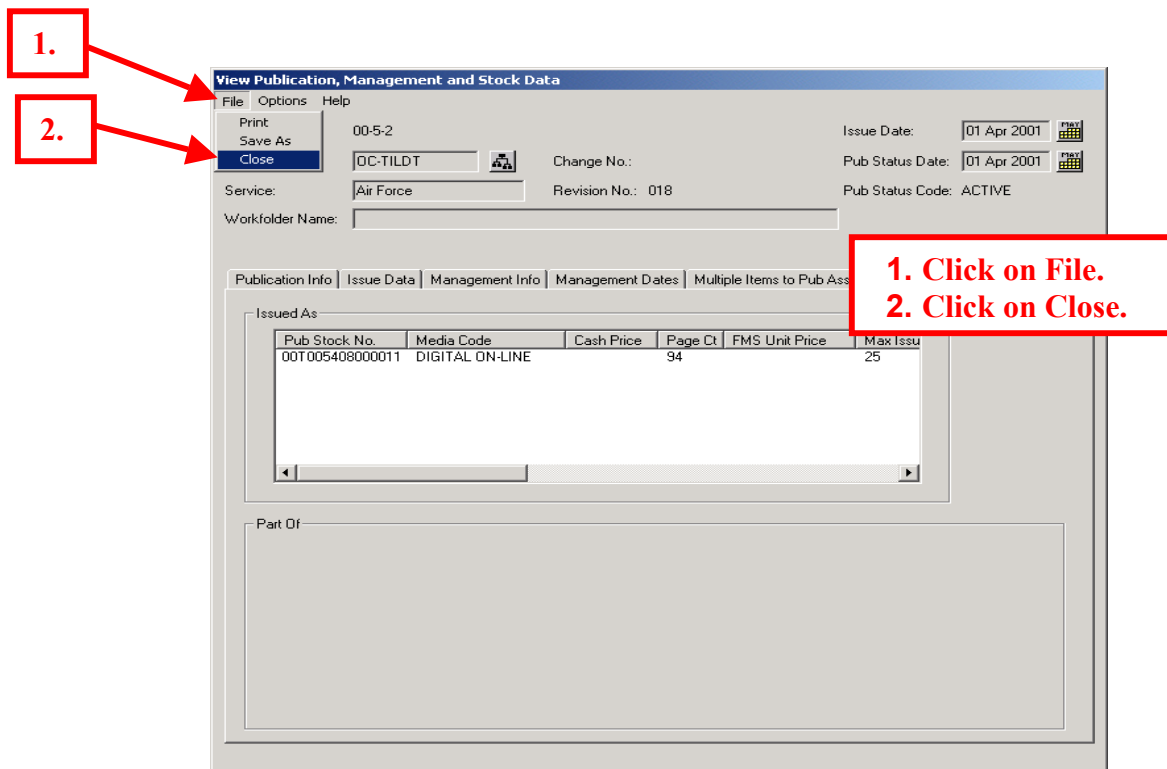 1.
View Publication, Management and Stock Data
File Options Help
2.
Print
Save As
Close
00-5-2
Issue Date: 01 Apr 2001 MAY
OC-TILDT Change No.: Pub Status Date: 01 Apr 2001 MAY
Service: Air Force Revision No.: 018 Pub Status Code: ACTIVE
Workfolder Name:
1. Click on File.
2. Click on Close.
Publication Info Issue Data Management Info Management Dates Multiple Items to Pub Ass
Issued As
Pub Stock No. Media Code Cash Price Page Ct FMS Unit Price Max Issu
00T005408000011 DIGITAL ON-LINE 94 25
Part Of